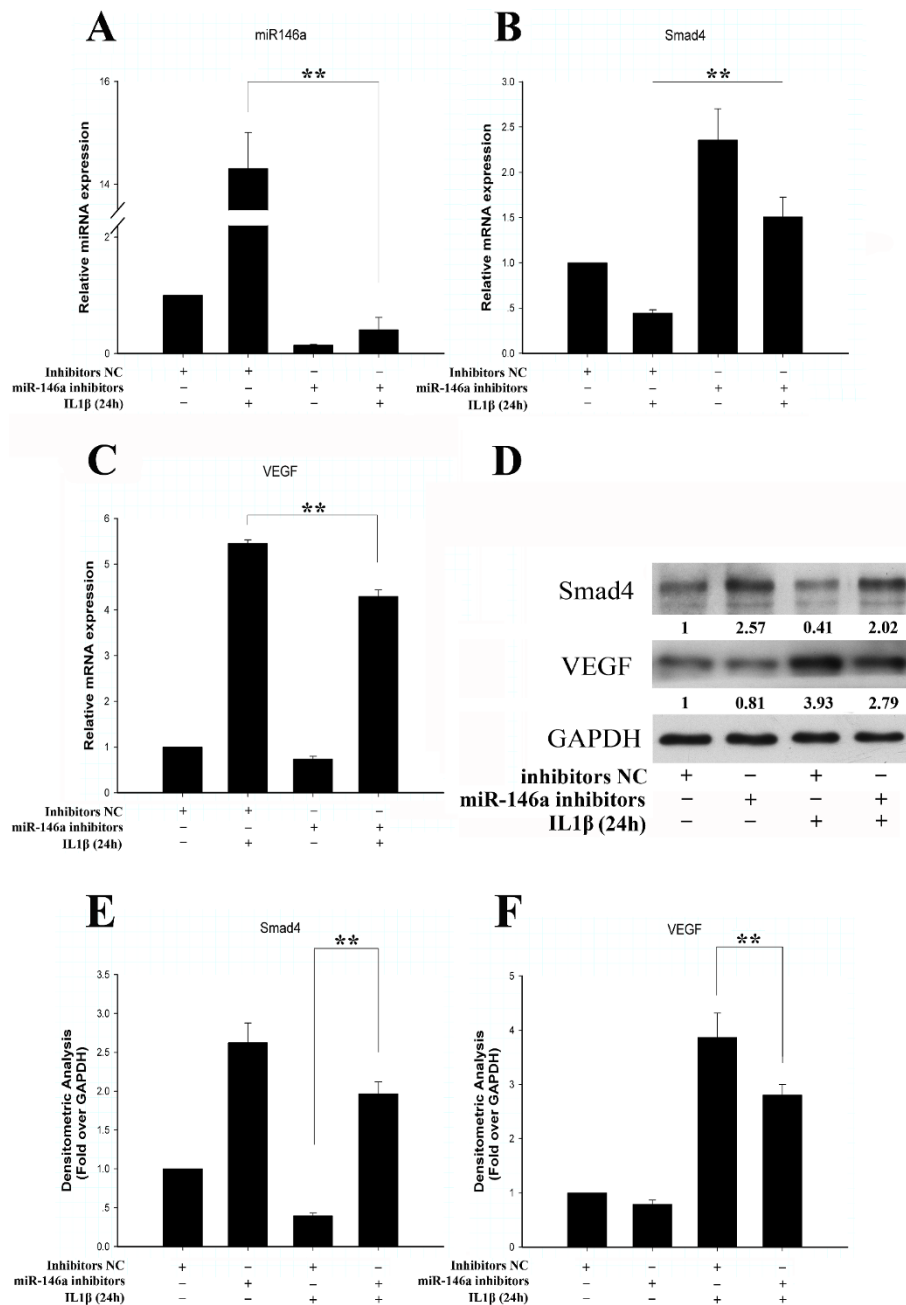 A
miR146a
**
Relative miRNA expression
16
14
2
1
0
Inhibitors NC + + – –
miR-146a inhibitors – – + +
IL1β (24h) – + – +
B
Smad4
**
Relative mRNA expression
3.0
2.5
2.0
1.5
1.0
.5
0.0
Inhibitors NC + + – –
miR-146a inhibitors – – + +
IL1β (24h) – + – +
C
VEGF
**
Relative mRNA expression
6
5
4
3
2
1
0
Inhibitors NC + + – –
miR-146a inhibitors – – + +
IL1β (24h) – + – +
D
Smad4
1 2.57 0.41 2.02
VEGF
1 0.81 3.93 2.79
GAPDH
inhibitors NC + – + –
miR-146a inhibitors – + – +
IL1β (24h) – – + +
E
Smad4
**
Densitometric Analysis
(Fold over GAPDH)
3.5
3.0
2.5
2.0
1.5
1.0
.5
0.0
Inhibitors NC + – + –
miR-146a inhibitors – + – +
IL1β (24h) – – + +
F
VEGF
**
Densitometric Analysis
(Fold over GAPDH)
5
4
3
2
1
0
Inhibitors NC + – + –
miR-146a inhibitors – + – +
IL1β (24h) – – + +